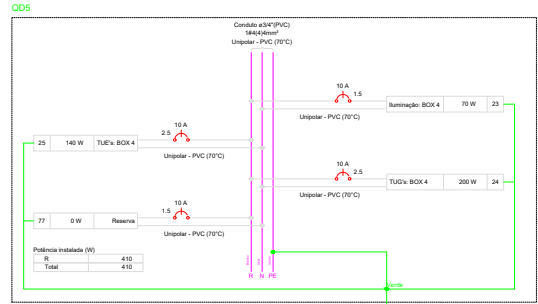 QD5
Conduto ø3/4"(PVC)
1#4(4)4mm²
Unipolar - PVC (70°C)
10 A
1.5
Iluminação: BOX 4 70 W 23
Unipolar - PVC (70°C)
10 A
2.5
25 140 W TUE's: BOX 4
Unipolar - PVC (70°C)
10 A
2.5
TUG's: BOX 4 200 W 24
Unipolar - PVC (70°C)
10 A
1.5
77 0 W Reserva
Unipolar - PVC (70°C)
Potência instalada (W)
R 410
Total 410
R N PE
Verde